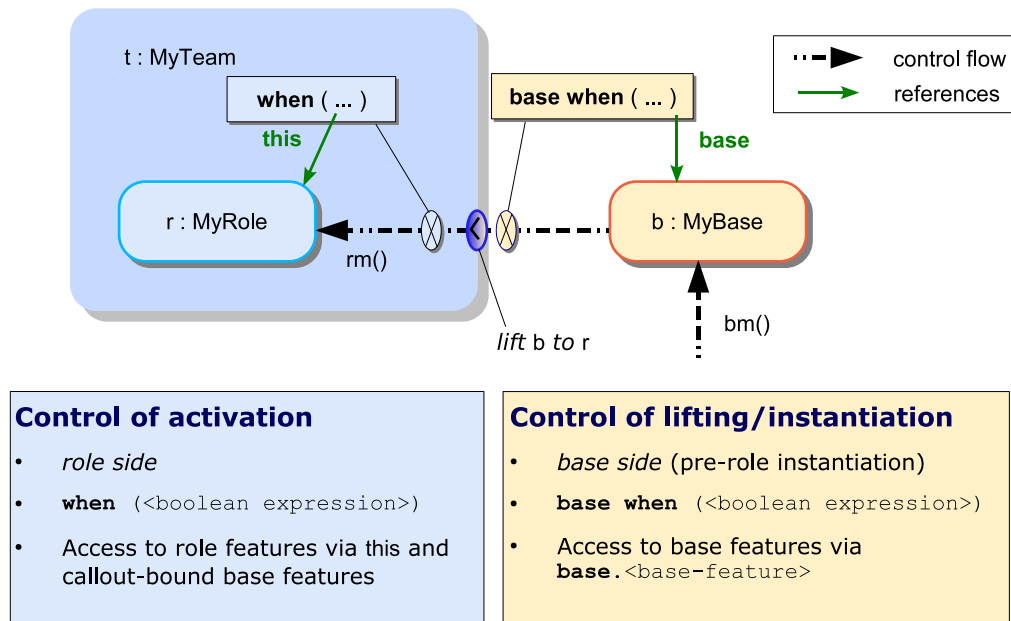 t : MyTeam
when ( ... )
this
base when ( ... )
base
control flow
references
r : MyRole
rm()
b : MyBase
bm()
lift b to r
Control of activation
• role side
• when (<boolean expression>)
• Access to role features via this and
callout-bound base features
Control of lifting/instantiation
• base side (pre-role instantiation)
• base when (<boolean expression>)
• Access to base features via
base.<base-feature>